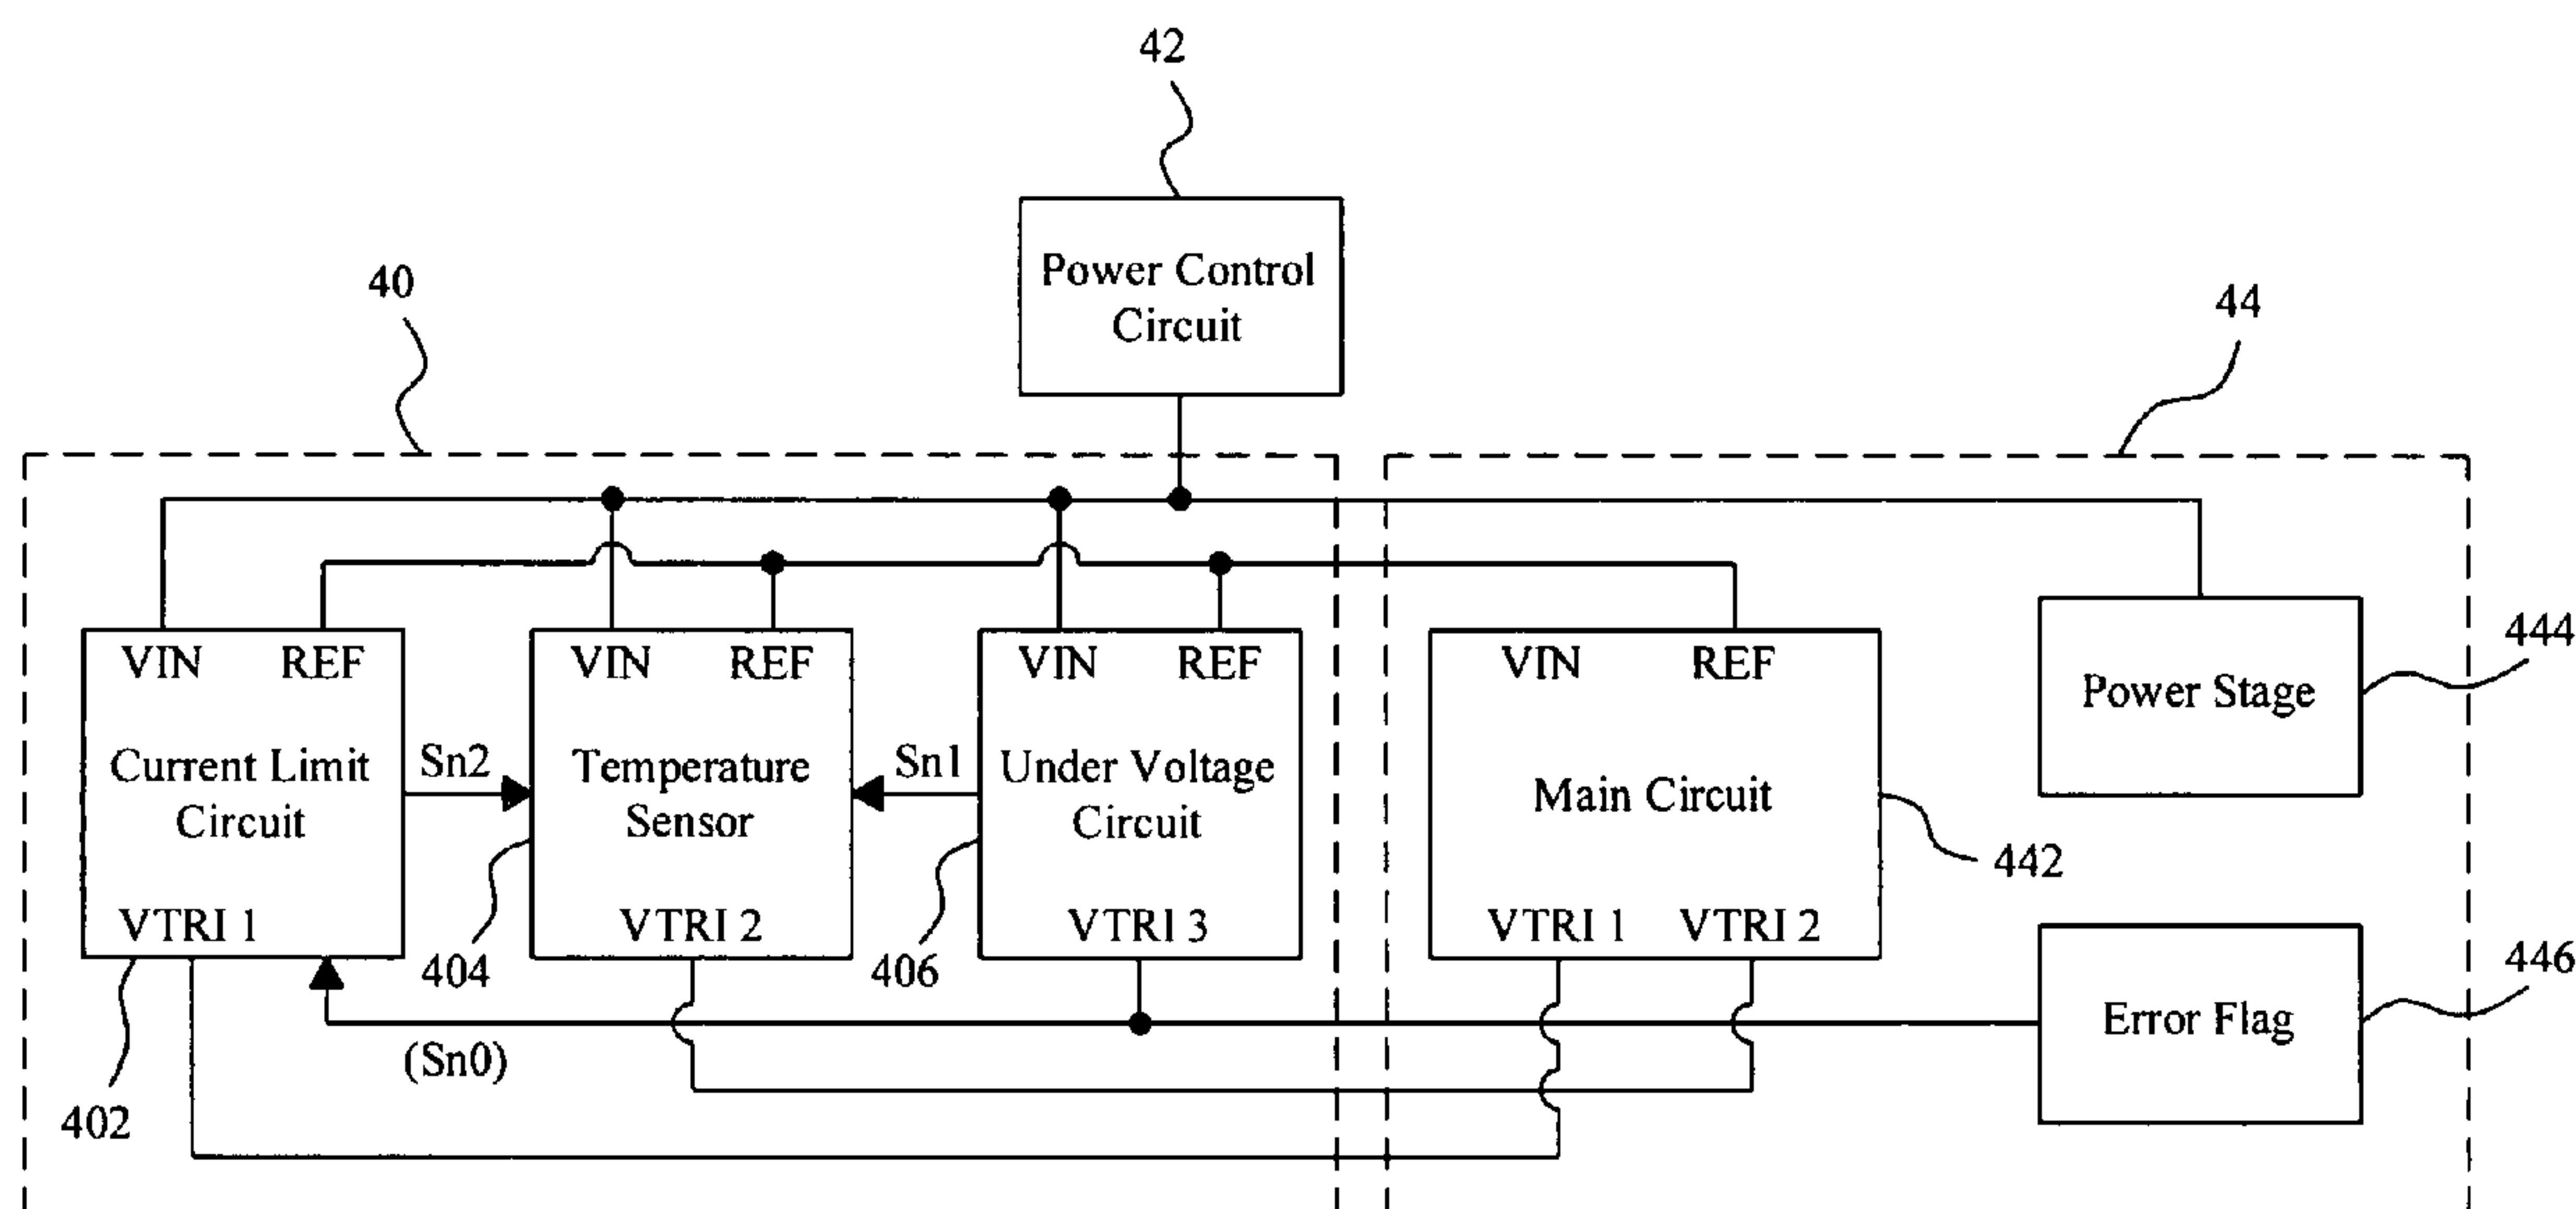 42
Power Control
Circuit
40
44
VIN REF
Current Limit
Circuit
VTRI 1
402
Sn2
VIN REF
Temperature
Sensor
VTRI 2
404
Sn1
VIN REF
Under Voltage
Circuit
VTRI 3
406
(Sn0)
VIN REF
Main Circuit
VTRI 1 VTRI 2
442
Power Stage
444
Error Flag
446